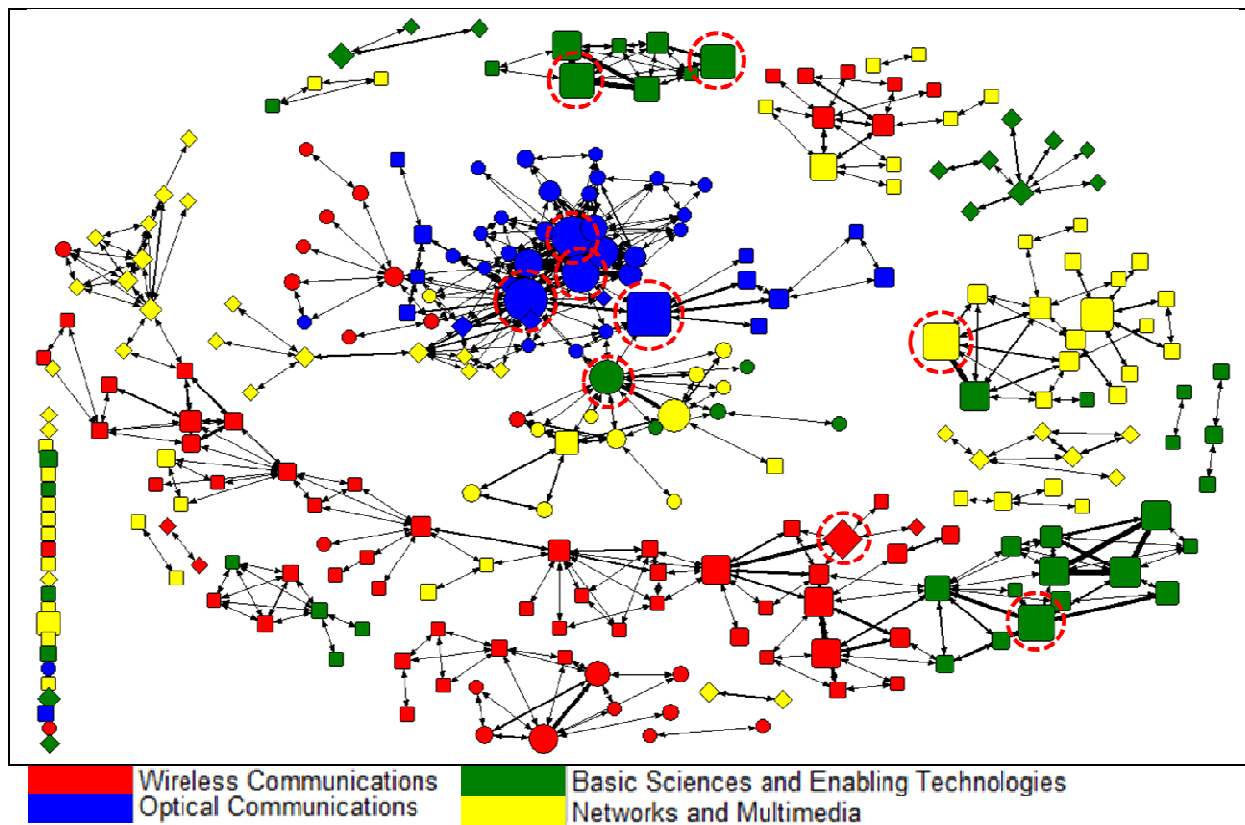 Wireless Communications
Basic Sciences and Enabling Technologies
Optical Communications
Networks and Multimedia